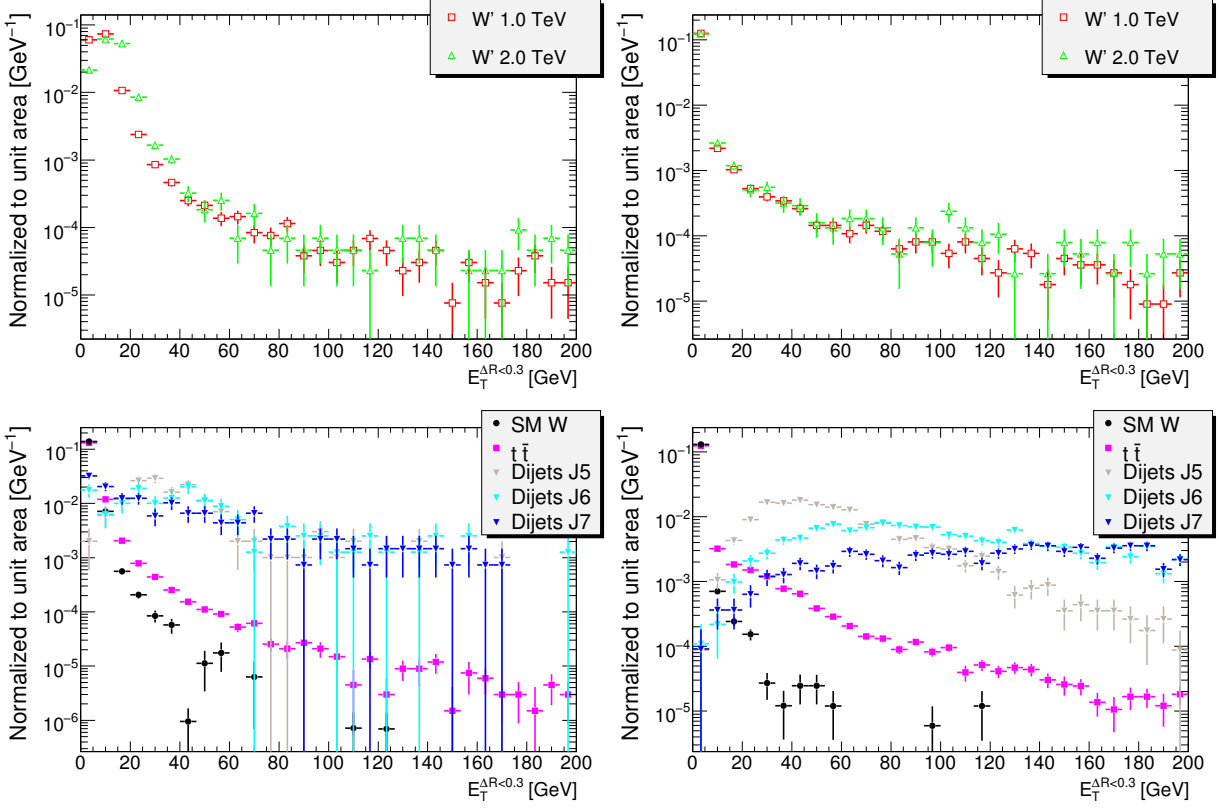 Normalized to unit area [GeV⁻¹]
W' 1.0 TeV
W' 2.0 TeV
10⁻¹
10⁻²
10⁻³
10⁻⁴
10⁻⁵
0 20 40 60 80 100 120 140 160 180 200
E_T^{ΔR<0.3} [GeV]
Normalized to unit area [GeV⁻¹]
W' 1.0 TeV
W' 2.0 TeV
10⁻¹
10⁻²
10⁻³
10⁻⁴
10⁻⁵
0 20 40 60 80 100 120 140 160 180 200
E_T^{ΔR<0.3} [GeV]
Normalized to unit area [GeV⁻¹]
SM W
t t̄
Dijets J5
Dijets J6
Dijets J7
10⁻¹
10⁻²
10⁻³
10⁻⁴
10⁻⁵
10⁻⁶
0 20 40 60 80 100 120 140 160 180 200
E_T^{ΔR<0.3} [GeV]
Normalized to unit area [GeV⁻¹]
SM W
t t̄
Dijets J5
Dijets J6
Dijets J7
10⁻¹
10⁻²
10⁻³
10⁻⁴
10⁻⁵
0 20 40 60 80 100 120 140 160 180 200
E_T^{ΔR<0.3} [GeV]